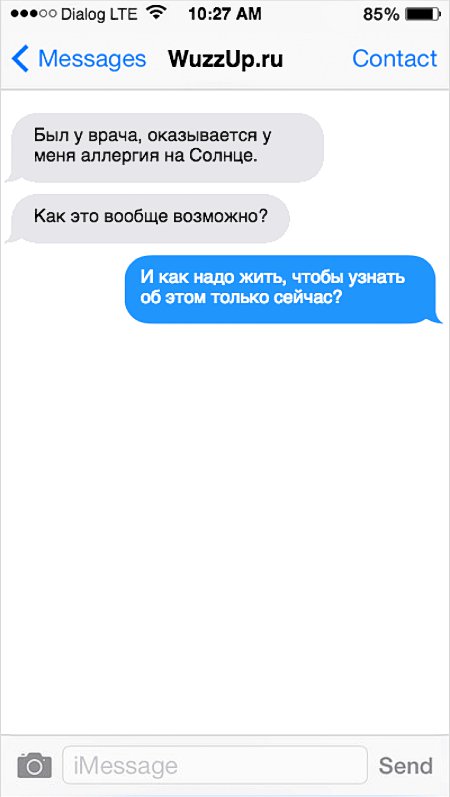 Dialog LTE 10:27 AM 85%
Messages WuzzUp.ru Contact
Был у врача, оказывается у
меня аллергия на Солнце.
Как это вообще возможно?
И как надо жить, чтобы узнать
об этом только сейчас?
iMessage Send